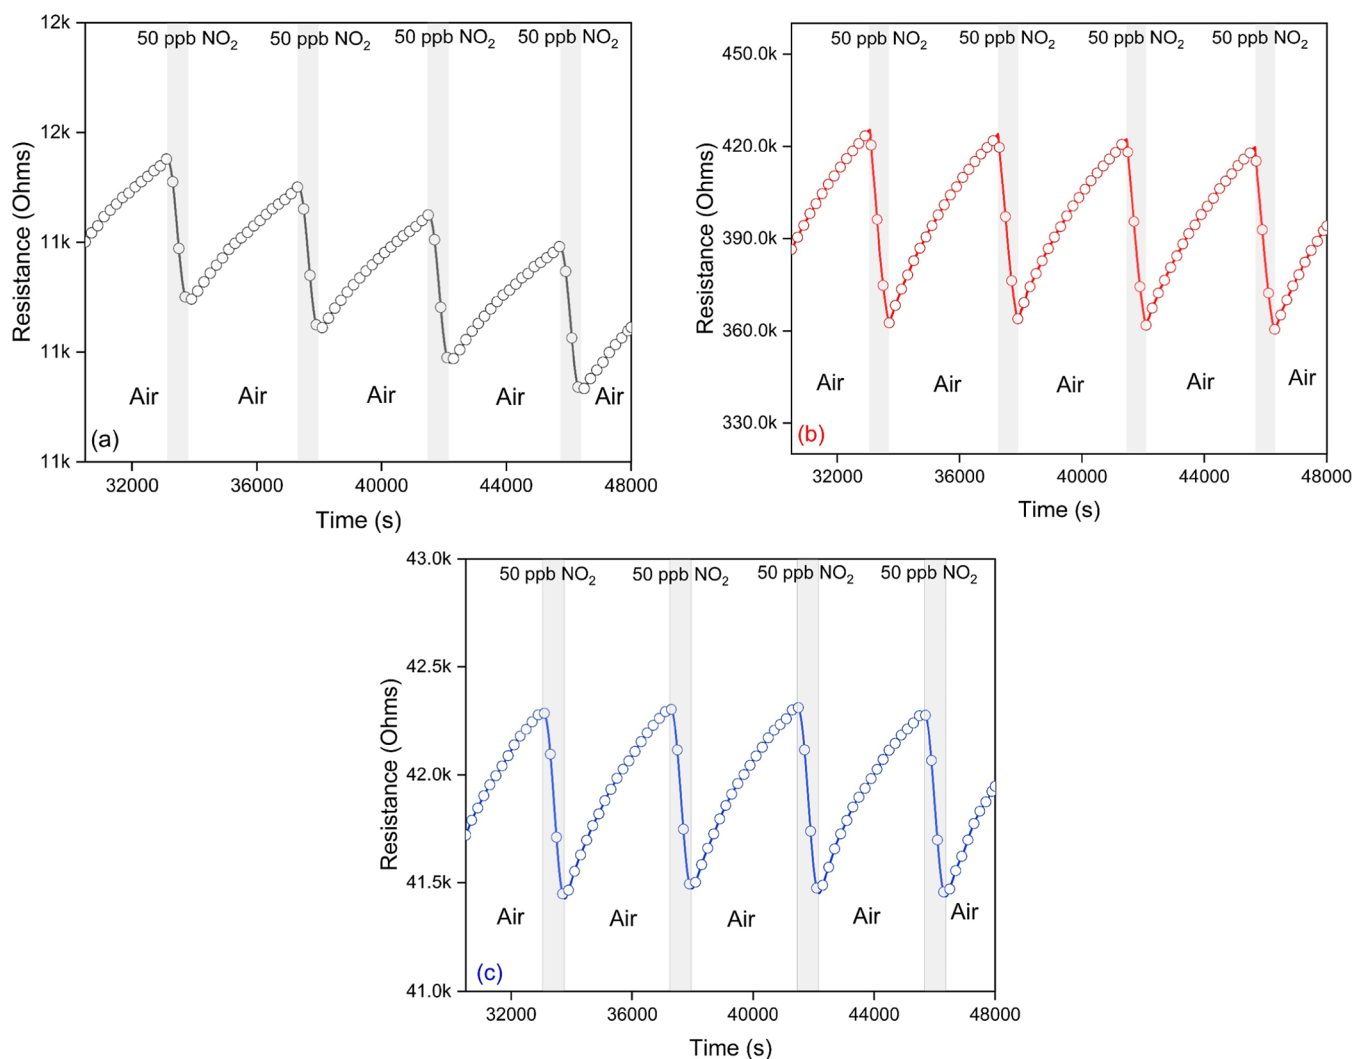 12k
12k
11k
11k
11k
Resistance (Ohms)
50 ppb NO₂ 50 ppb NO₂ 50 ppb NO₂ 50 ppb NO₂
Air Air Air Air Air
(a)
32000 36000 40000 44000 48000
Time (s)
450.0k
420.0k
390.0k
360.0k
330.0k
Resistance (Ohms)
50 ppb NO₂ 50 ppb NO₂ 50 ppb NO₂ 50 ppb NO₂
Air Air Air Air Air
(b)
32000 36000 40000 44000 48000
Time (s)
43.0k
42.5k
42.0k
41.5k
41.0k
Resistance (Ohms)
50 ppb NO₂ 50 ppb NO₂ 50 ppb NO₂ 50 ppb NO₂
Air Air Air Air Air
(c)
32000 36000 40000 44000 48000
Time (s)